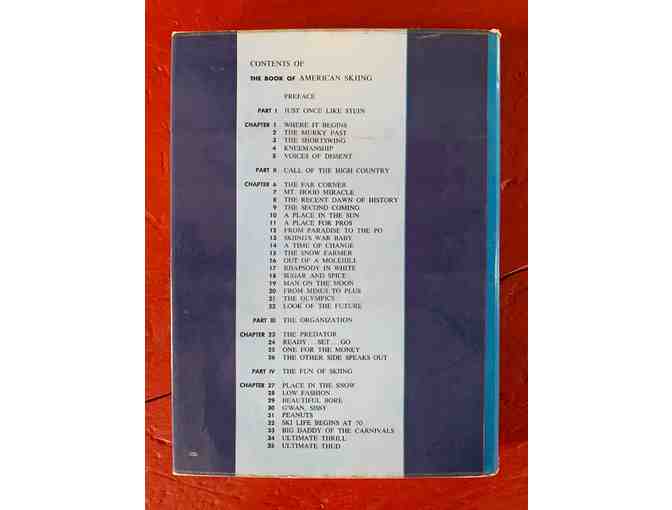 CONTENTS OF
THE BOOK OF AMERICAN SKIING
PREFACE
PART I JUST ONCE LIKE STEIN
CHAPTER 1 WHERE IT BEGINS
2 THE MURKY PAST
3 THE SHORTSWING
4 KNEEMANSHIP
5 VOICES OF DISSENT
PART II CALL OF THE HIGH COUNTRY
CHAPTER 6 THE FAR CORNER
7 MT. HOOD MIRACLE
8 THE RECENT DAWN OF HISTORY
9 THE SECOND COMING
10 A PLACE IN THE SUN
11 A PLACE FOR PROS
12 FROM PARADISE TO THE PO
13 SKIING'S WAR BABY
14 A TIME OF CHANGE
15 THE SNOW FARMER
16 OUT OF A MOLEHILL
17 RHAPSODY IN WHITE
18 SUGAR AND SPICE
19 MAN ON THE MOON
20 FROM MINUS TO PLUS
21 THE OLYMPICS
22 LOOK OF THE FUTURE
PART III THE ORGANIZATION
CHAPTER 23 THE PREDATOR
24 READY... SET... GO
25 ONE FOR THE MONEY
26 THE OTHER SIDE SPEAKS OUT
PART IV THE FUN OF SKIING
CHAPTER 27 PLACE IN THE SNOW
28 LOW FASHION
29 BEAUTIFUL BORE
30 G'WAN, SISSY
31 PEANUTS
32 SKI LIFE BEGINS AT 70
33 BIG DADDY OF THE CARNIVALS
34 ULTIMATE THRILL
35 ULTIMATE THUD